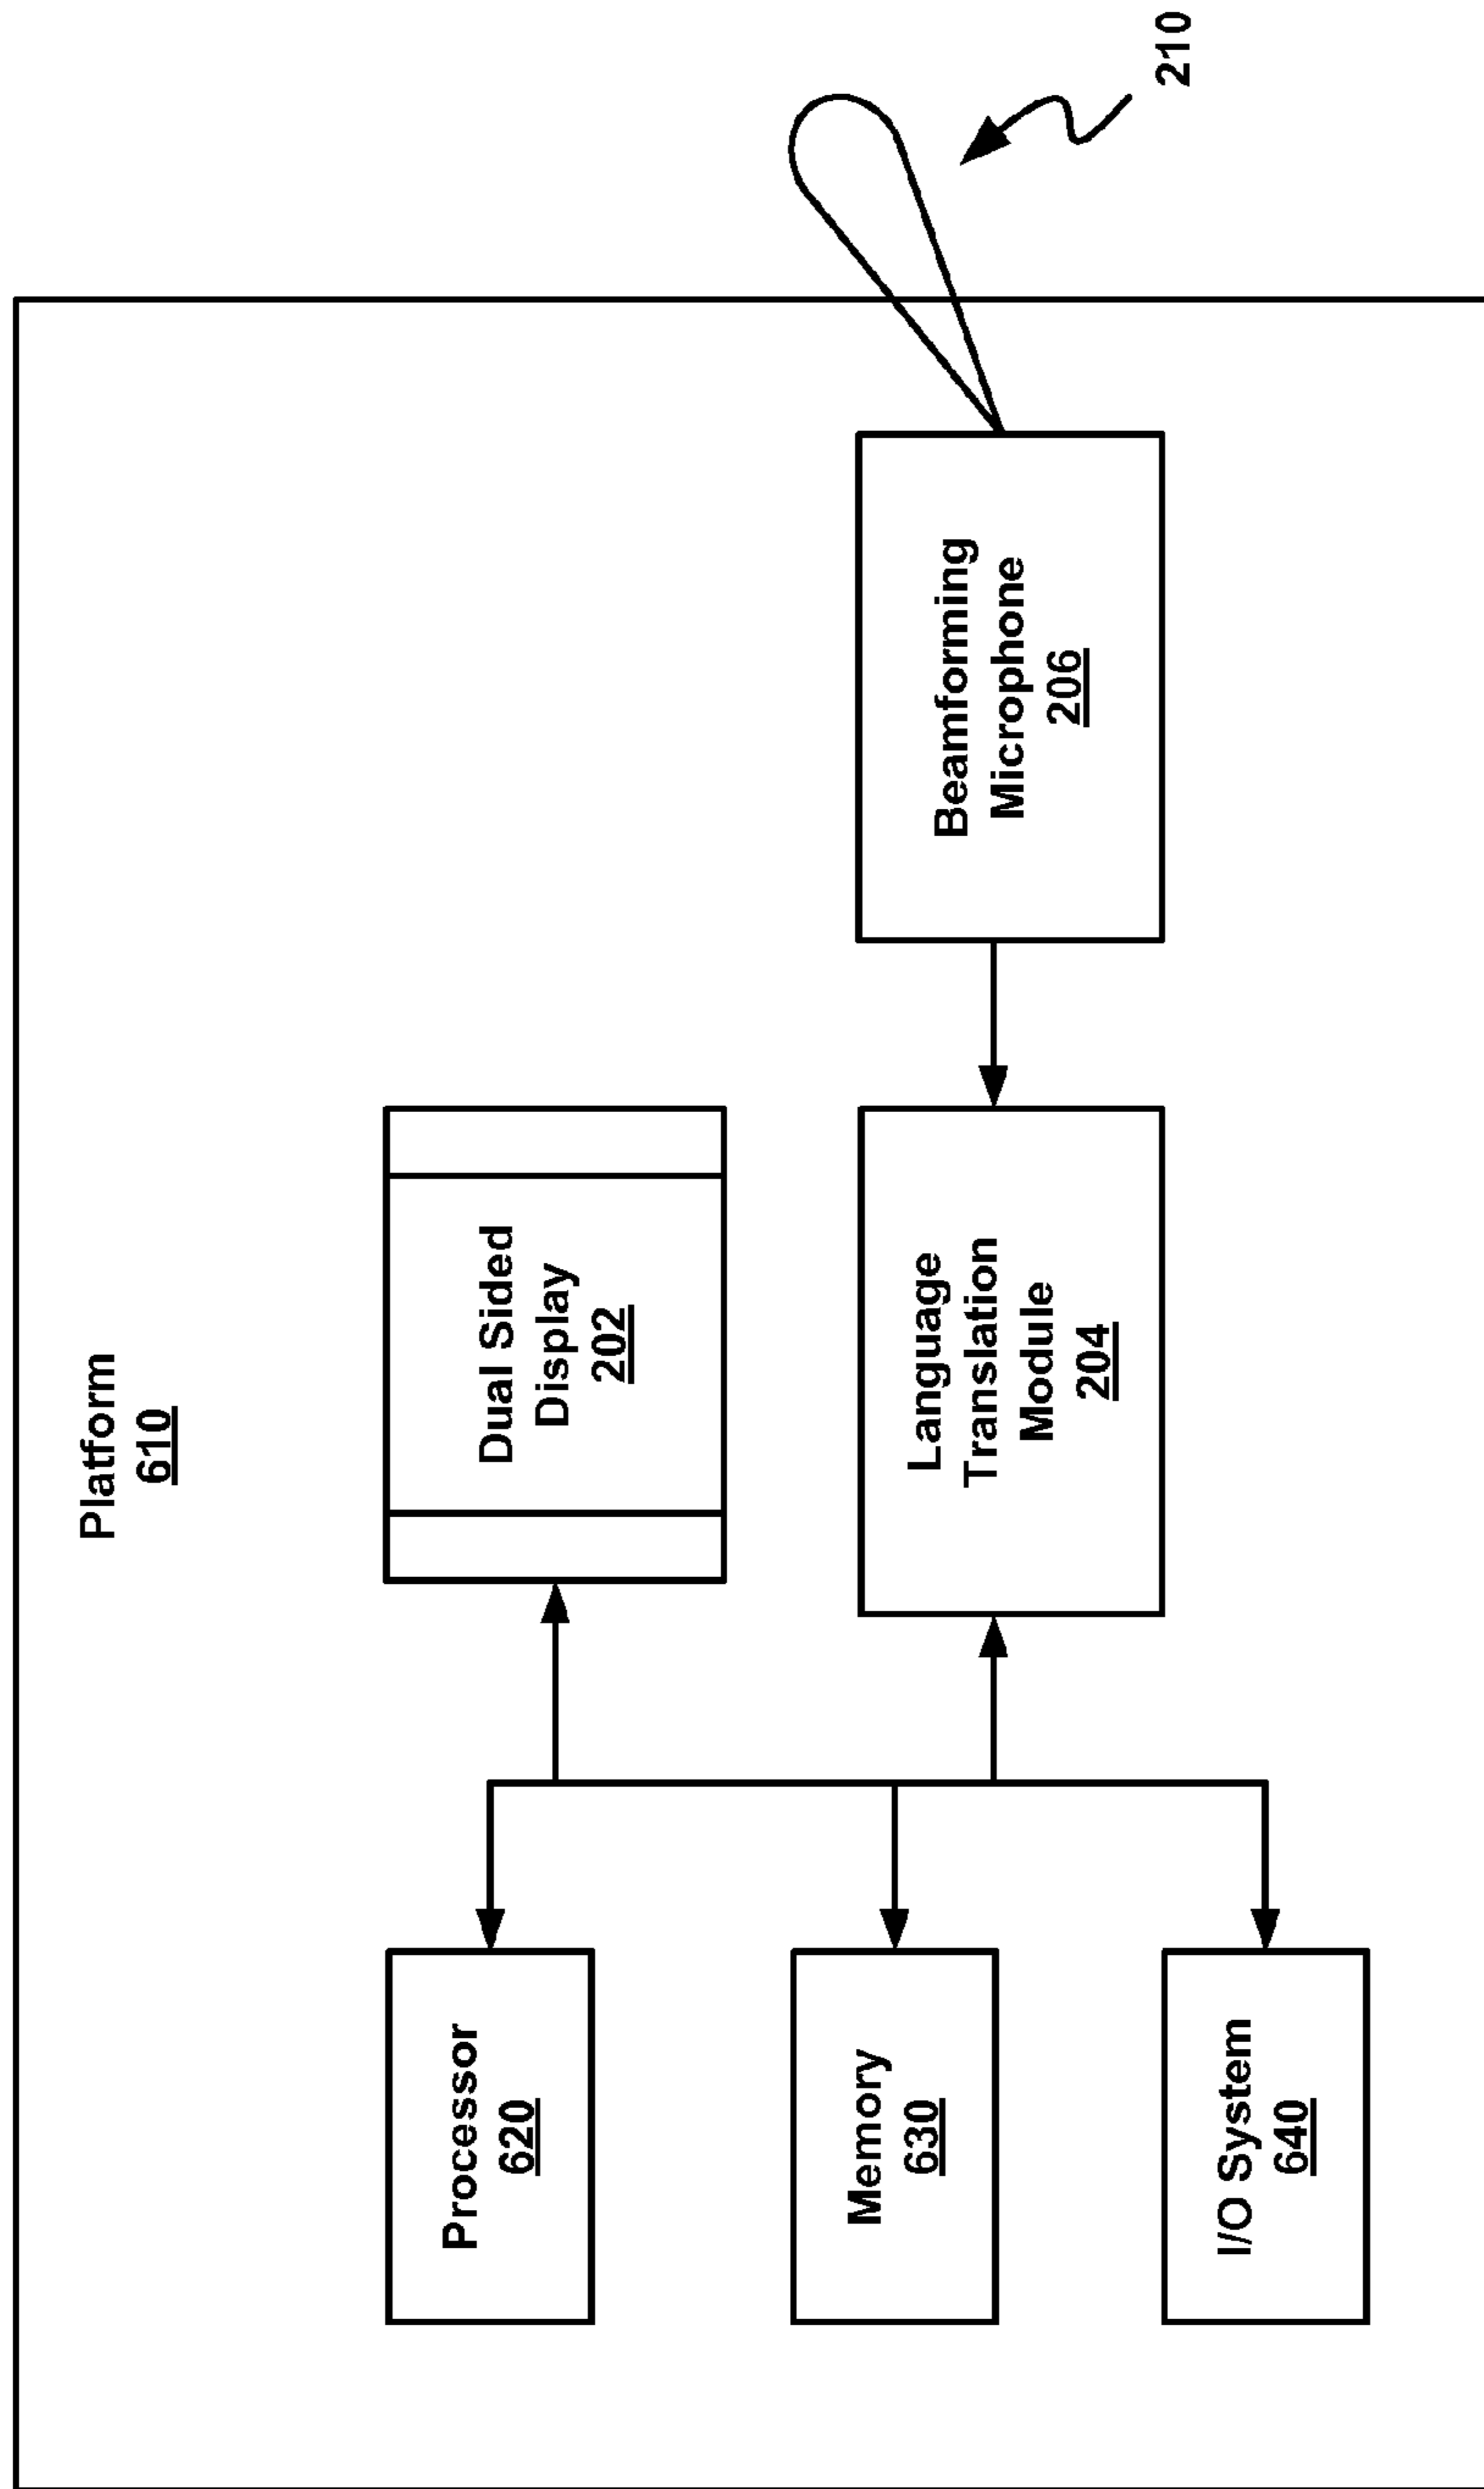 Platform
610
Processor
620
Dual Sided
Display
202
Memory
630
Language
Translation
Module
204
Beamforming
Microphone
206
210
I/O System
640